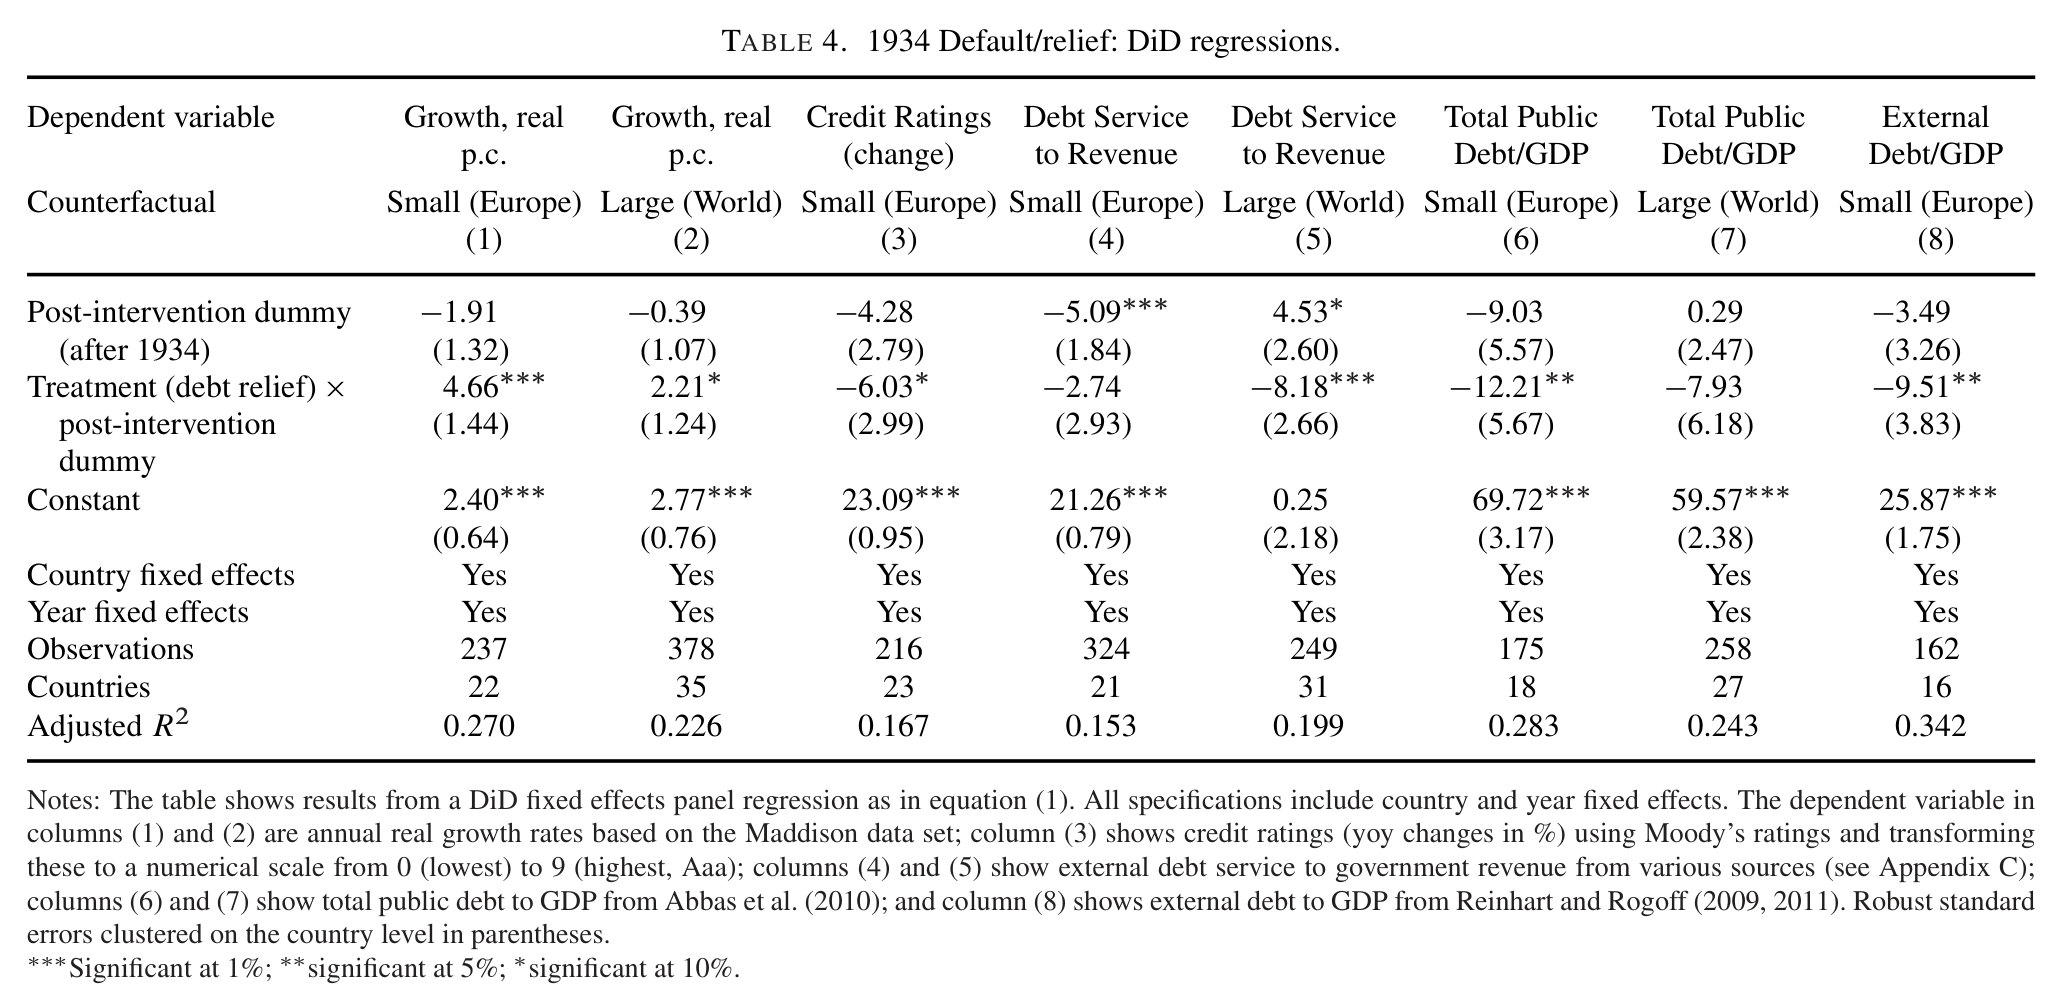 TABLE 4. 1934 Default/relief: DiD regressions.
Dependent variable Growth, real Growth, real Credit Ratings Debt Service Debt Service Total Public Total Public External
p.c. p.c. (change) to Revenue to Revenue Debt/GDP Debt/GDP Debt/GDP
Counterfactual Small (Europe) Large (World) Small (Europe) Small (Europe) Large (World) Small (Europe) Large (World) Small (Europe)
(1) (2) (3) (4) (5) (6) (7) (8)
Post-intervention dummy −1.91 −0.39 −4.28 −5.09*** 4.53* −9.03 0.29 −3.49
(after 1934) (1.32) (1.07) (2.79) (1.84) (2.60) (5.57) (2.47) (3.26)
Treatment (debt relief) × 4.66*** 2.21* −6.03* −2.74 −8.18*** −12.21** −7.93 −9.51**
post-intervention (1.44) (1.24) (2.99) (2.93) (2.66) (5.67) (6.18) (3.83)
dummy
Constant 2.40*** 2.77*** 23.09*** 21.26*** 0.25 69.72*** 59.57*** 25.87***
(0.64) (0.76) (0.95) (0.79) (2.18) (3.17) (2.38) (1.75)
Country fixed effects Yes Yes Yes Yes Yes Yes Yes Yes
Year fixed effects Yes Yes Yes Yes Yes Yes Yes Yes
Observations 237 378 216 324 249 175 258 162
Countries 22 35 23 21 31 18 27 16
Adjusted R² 0.270 0.226 0.167 0.153 0.199 0.283 0.243 0.342
Notes: The table shows results from a DiD fixed effects panel regression as in equation (1). All specifications include country and year fixed effects. The dependent variable in
columns (1) and (2) are annual real growth rates based on the Maddison data set; column (3) shows credit ratings (yoy changes in %) using Moody's ratings and transforming
these to a numerical scale from 0 (lowest) to 9 (highest, Aaa); columns (4) and (5) show external debt service to government revenue from various sources (see Appendix C);
columns (6) and (7) show total public debt to GDP from Abbas et al. (2010); and column (8) shows external debt to GDP from Reinhart and Rogoff (2009, 2011). Robust standard
errors clustered on the country level in parentheses.
***Significant at 1%; **significant at 5%; *significant at 10%.